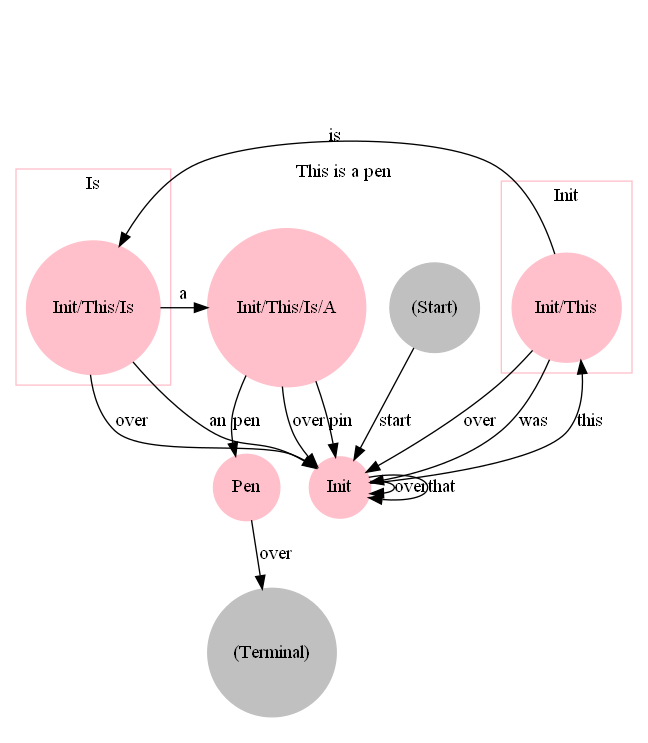 is
This is a pen
Is
Init
Init/This/Is
a
Init/This/Is/A
(Start)
Init/This
over
an
pen
over
pin
start
over
was
this
Pen
Init
over
that
over
(Terminal)